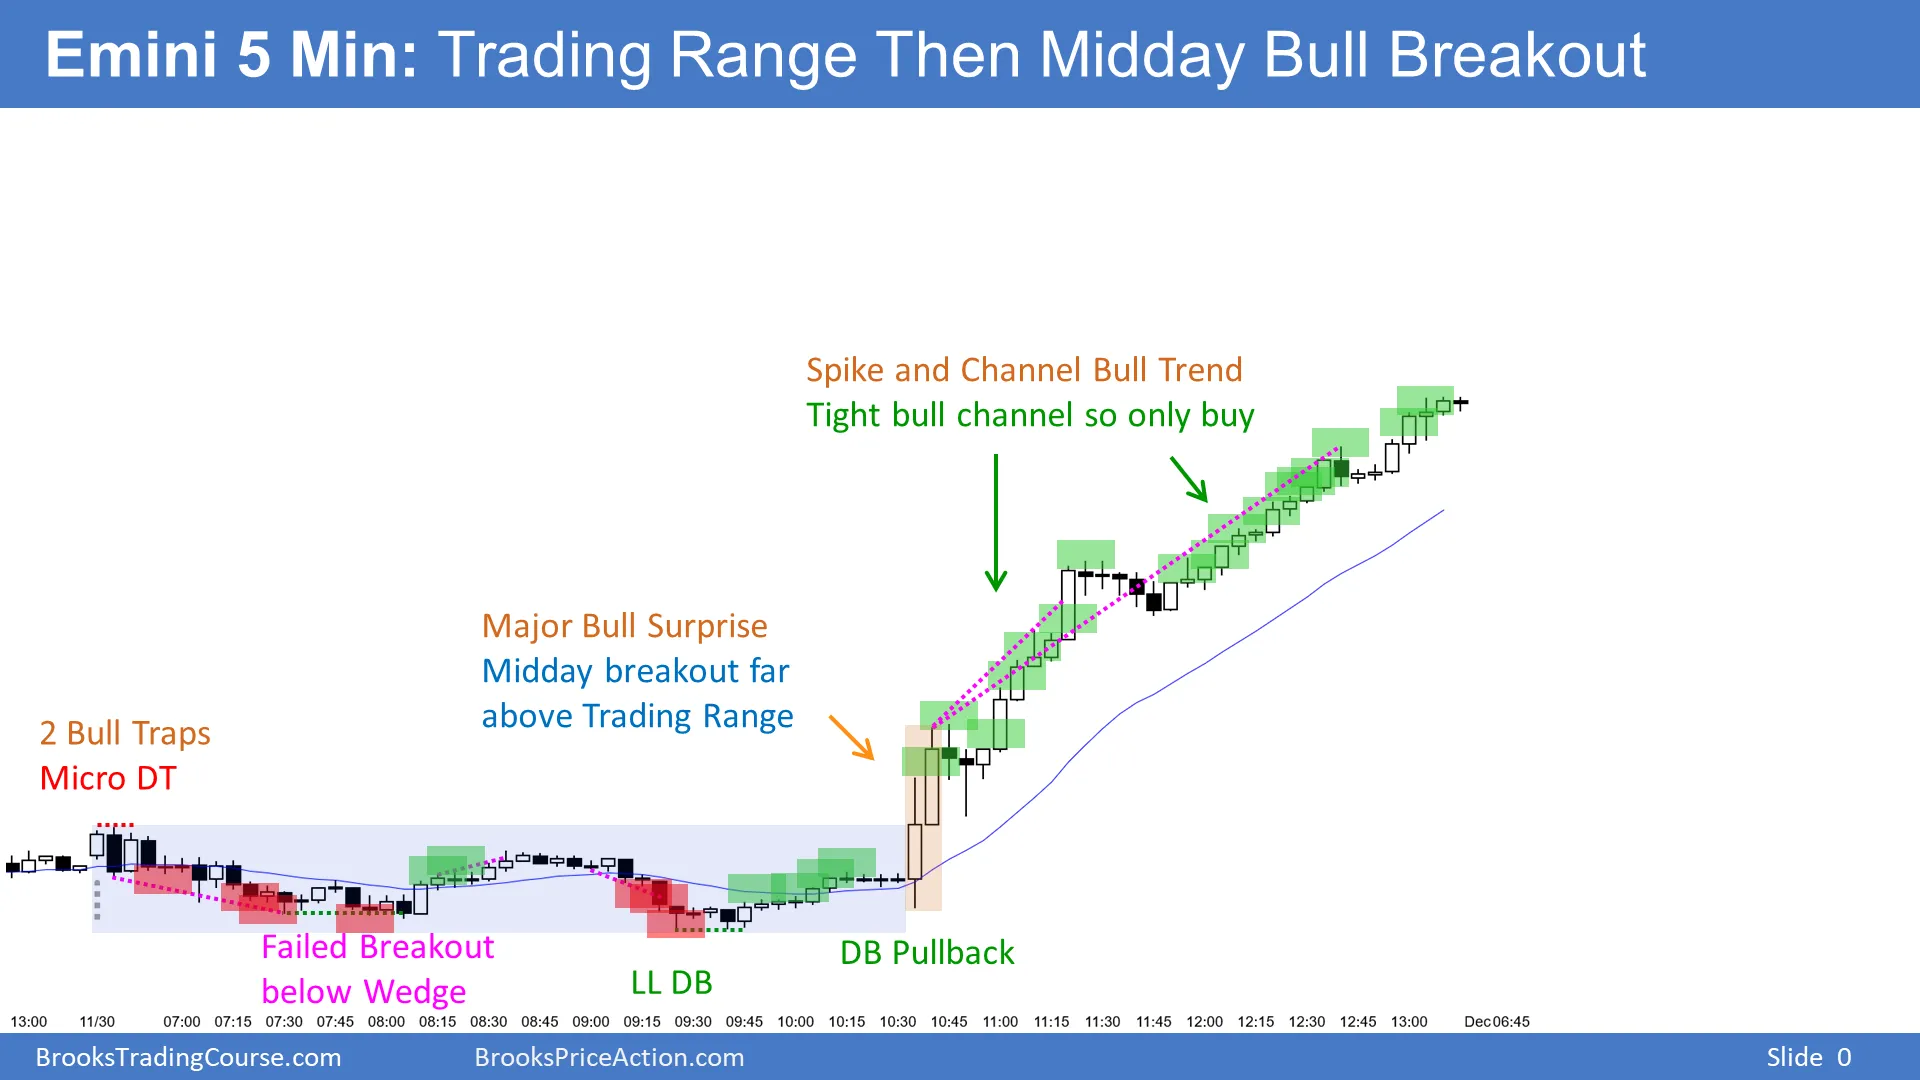 Emini 5 Min: Trading Range Then Midday Bull Breakout
Spike and Channel Bull Trend
Tight bull channel so only buy
Major Bull Surprise
Midday breakout far
above Trading Range
2 Bull Traps
Micro DT
Failed Breakout
below Wedge
LL DB
DB Pullback
13:00 11/30 07:00 07:15 07:30 07:45 08:00 08:15 08:30 08:45 09:00 09:15 09:30 09:45 10:00 10:15 10:30 10:45 11:00 11:15 11:30 11:45 12:00 12:15 12:30 12:45 13:00 Dec 06:45
BrooksTradingCourse.com BrooksPriceAction.com Slide 0